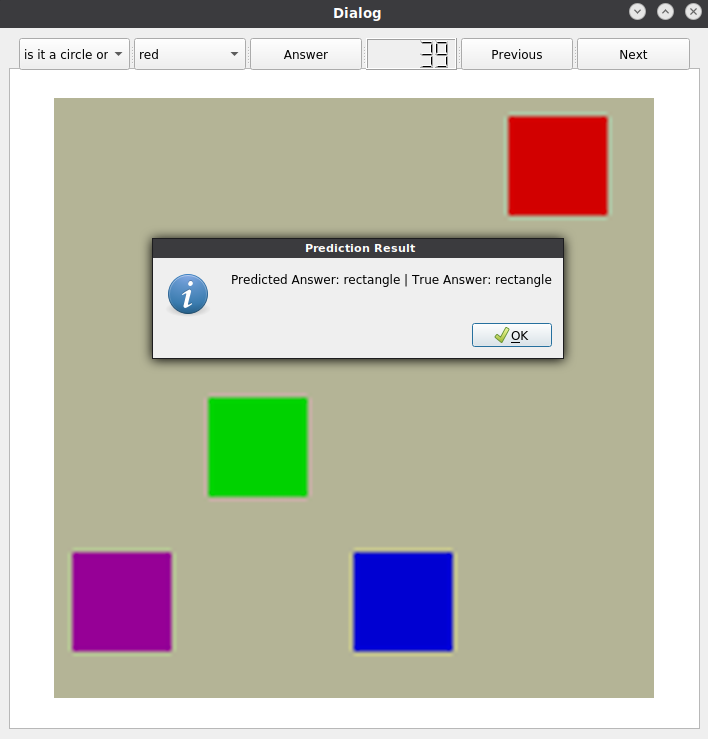 Dialog
is it a circle or
red
Answer
39
Previous
Next
Prediction Result
Predicted Answer: rectangle | True Answer: rectangle
OK